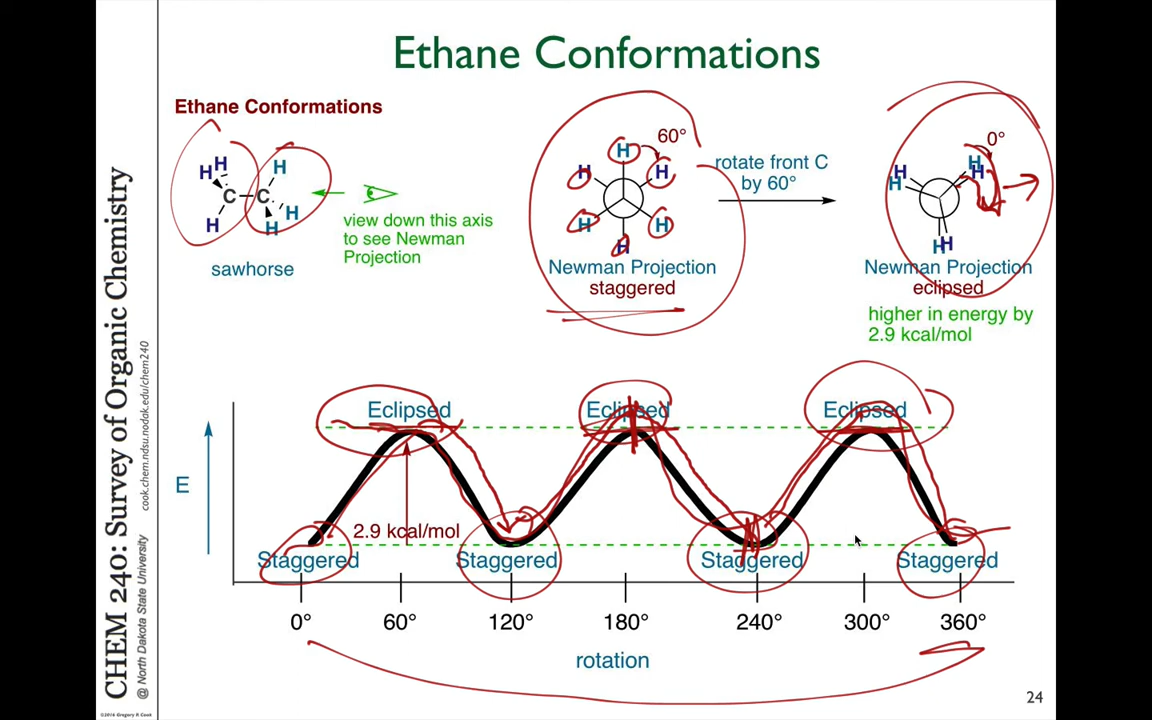 Ethane Conformations
Ethane Conformations
H
H
H
C
C
H
H
H
view down this axis
to see Newman
Projection
sawhorse
60°
H
H
H
H
H
H
Newman Projection
staggered
rotate front C
by 60°
0°
H
H
H
H
H
H
Newman Projection
eclipsed
higher in energy by
2.9 kcal/mol
Eclipsed
Eclipsed
Eclipsed
E
2.9 kcal/mol
Staggered
Staggered
Staggered
Staggered
0°
60°
120°
180°
240°
300°
360°
rotation
24
CHEM 240: Survey of Organic Chemistry
@ North Dakota State University
cook.chem.ndsu.nodak.edu/chem240
©2016 Gregory R Cook